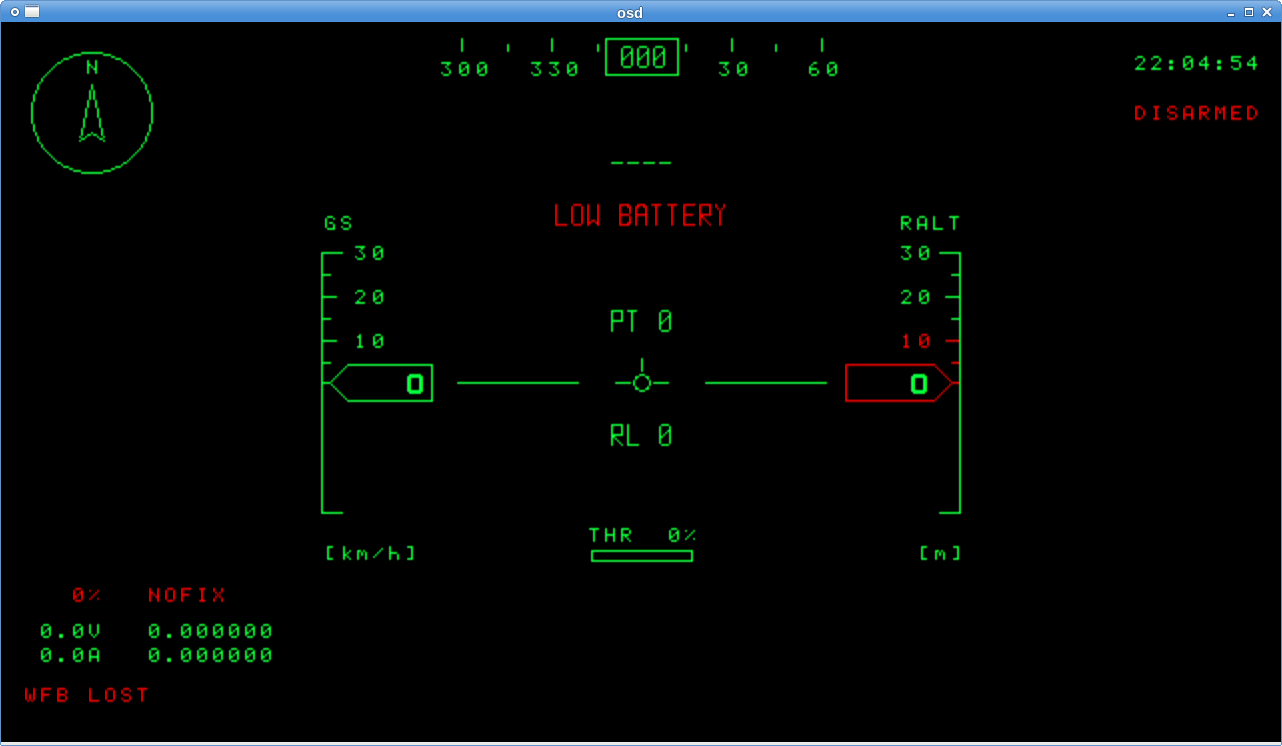 osd
N
300 330 000 30 60
22:04:54
DISARMED
----
LOW BATTERY
GS
RALT
30 30
20 20
10 10
PT 0
0 0
RL 0
THR 0%
[km/h] [m]
0% NOFIX
0.0V 0.000000
0.0A 0.000000
WFB LOST